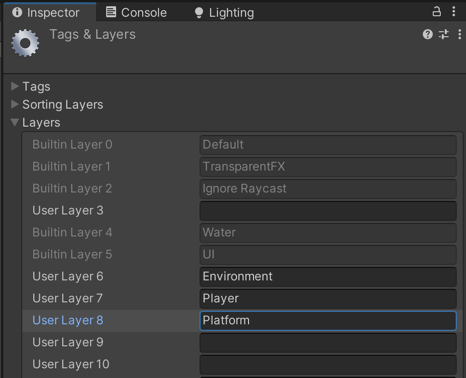 Inspector Console Lighting
Tags & Layers
Tags
Sorting Layers
Layers
Builtin Layer 0 Default
Builtin Layer 1 TransparentFX
Builtin Layer 2 Ignore Raycast
User Layer 3
Builtin Layer 4 Water
Builtin Layer 5 UI
User Layer 6 Environment
User Layer 7 Player
User Layer 8 Platform
User Layer 9
User Layer 10